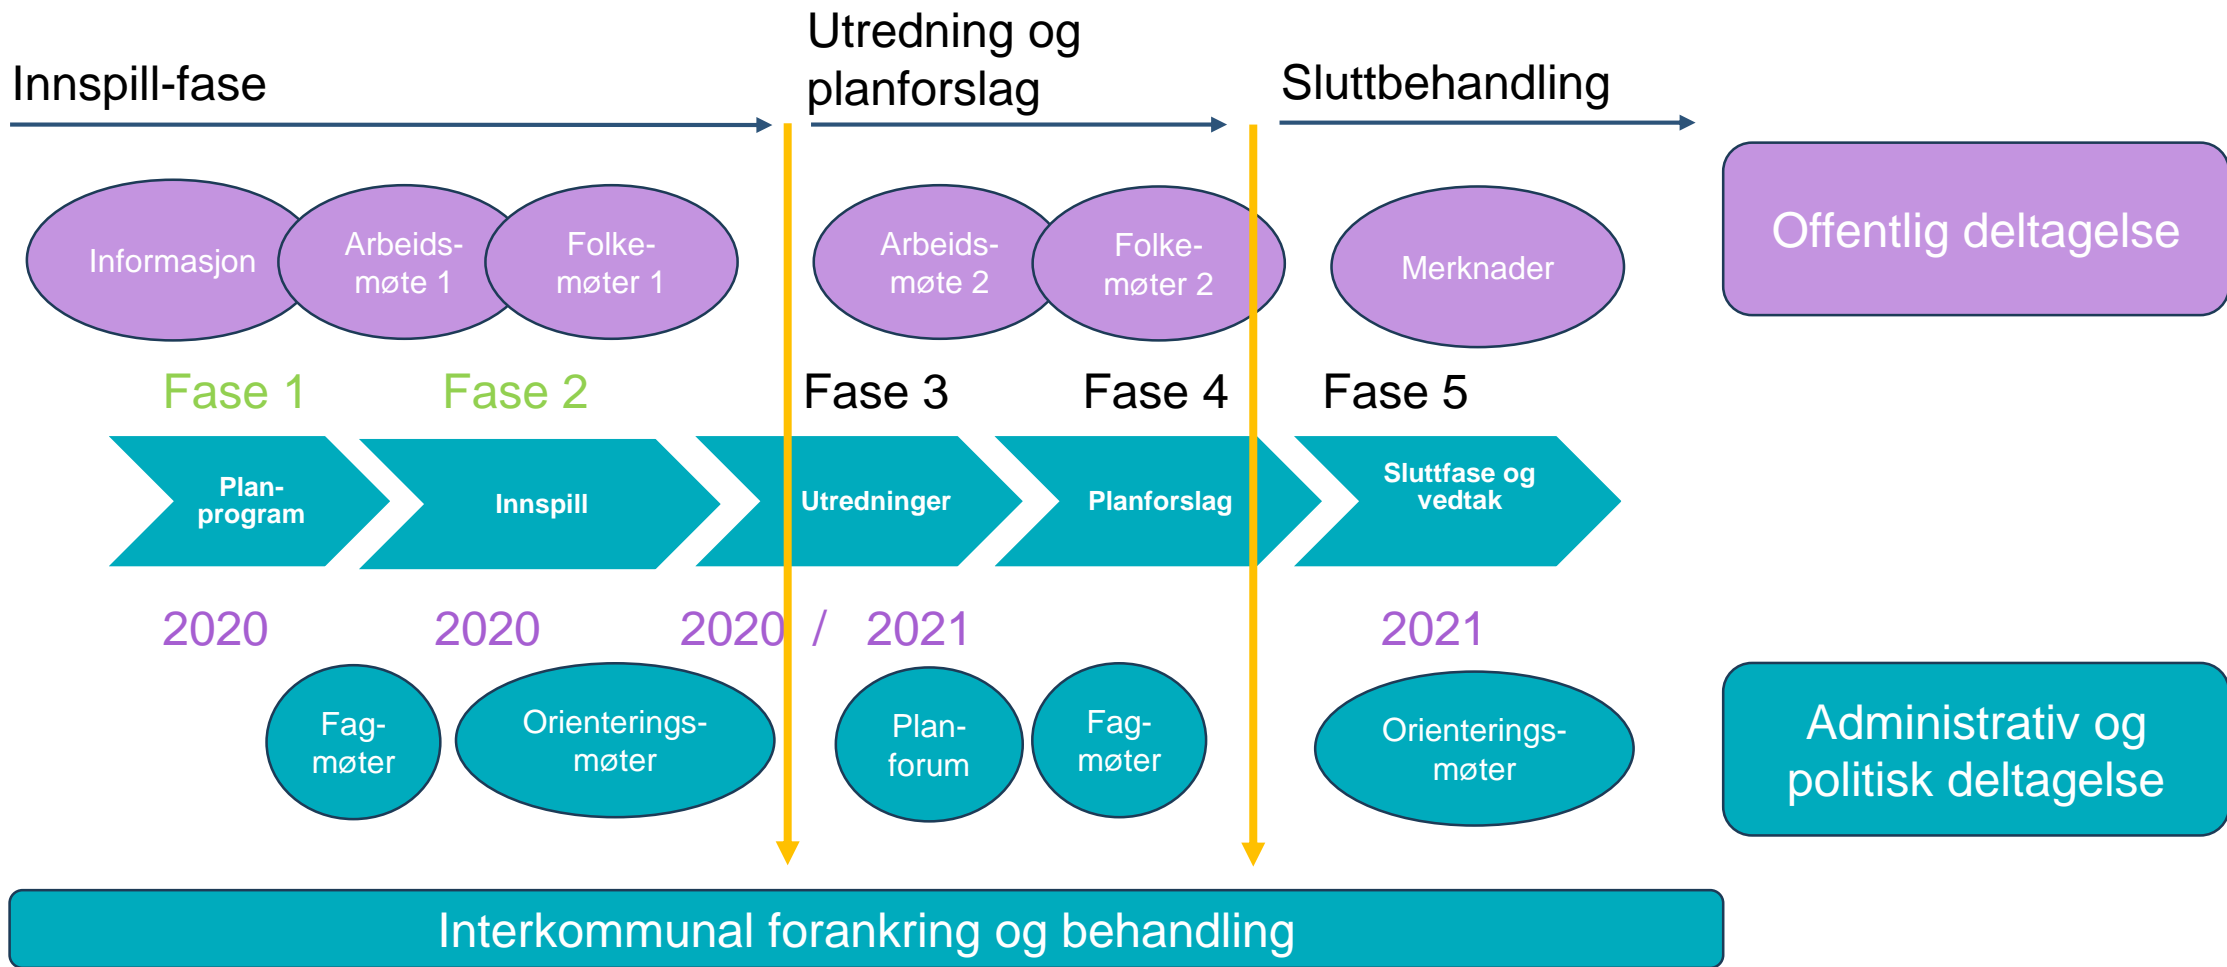 Innspill-fase
Utredning og
planforslag
Sluttbehandling
Informasjon
Arbeids-
møte 1
Folke-
møter 1
Arbeids-
møte 2
Folke-
møter 2
Merknader
Offentlig deltagelse
Fase 1
Fase 2
Fase 3
Fase 4
Fase 5
Plan-
program
Innspill
Utredninger
Planforslag
Sluttfase og
vedtak
2020
2020
2020 / 2021
2021
Fag-
møter
Orienterings-
møter
Plan-
forum
Fag-
møter
Orienterings-
møter
Administrativ og
politisk deltagelse
Interkommunal forankring og behandling